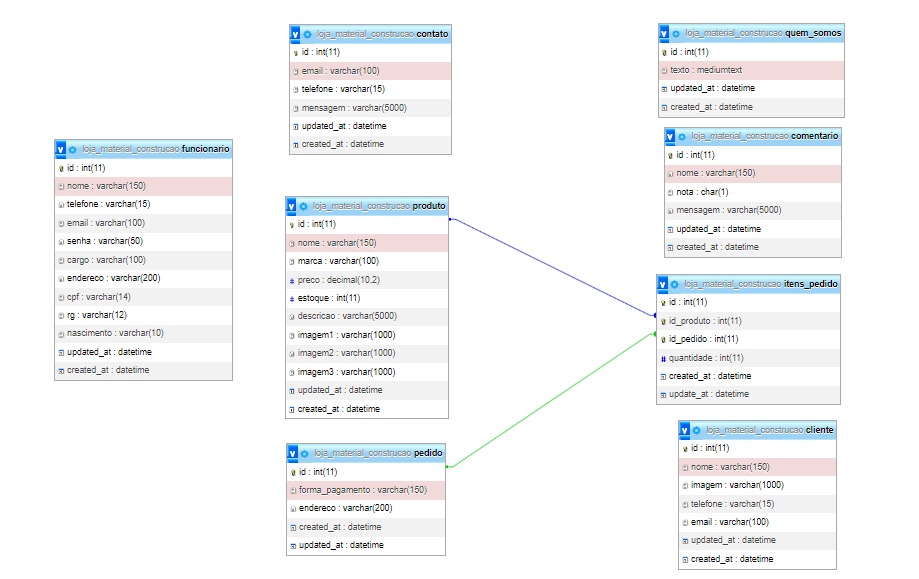 loja_material_construcao contato
id : int(11)
email : varchar(100)
telefone : varchar(15)
mensagem : varchar(5000)
updated_at : datetime
created_at : datetime
loja_material_construcao quem_somos
id : int(11)
texto : mediumtext
updated_at : datetime
created_at : datetime
loja_material_construcao comentario
id : int(11)
nome : varchar(150)
nota : char(1)
mensagem : varchar(5000)
updated_at : datetime
created_at : datetime
loja_material_construcao funcionario
id : int(11)
nome : varchar(150)
telefone : varchar(15)
email : varchar(100)
senha : varchar(50)
cargo : varchar(100)
endereco : varchar(200)
cpf : varchar(14)
rg : varchar(12)
nascimento : varchar(10)
updated_at : datetime
created_at : datetime
loja_material_construcao produto
id : int(11)
nome : varchar(150)
marca : varchar(100)
preco : decimal(10,2)
estoque : int(11)
descricao : varchar(5000)
imagem1 : varchar(1000)
imagem2 : varchar(1000)
imagem3 : varchar(1000)
updated_at : datetime
created_at : datetime
loja_material_construcao itens_pedido
id : int(11)
id_produto : int(11)
id_pedido : int(11)
quantidade : int(11)
created_at : datetime
update_at : datetime
loja_material_construcao pedido
id : int(11)
forma_pagamento : varchar(150)
endereco : varchar(200)
created_at : datetime
updated_at : datetime
loja_material_construcao cliente
id : int(11)
nome : varchar(150)
imagem : varchar(1000)
telefone : varchar(15)
email : varchar(100)
updated_at : datetime
created_at : datetime